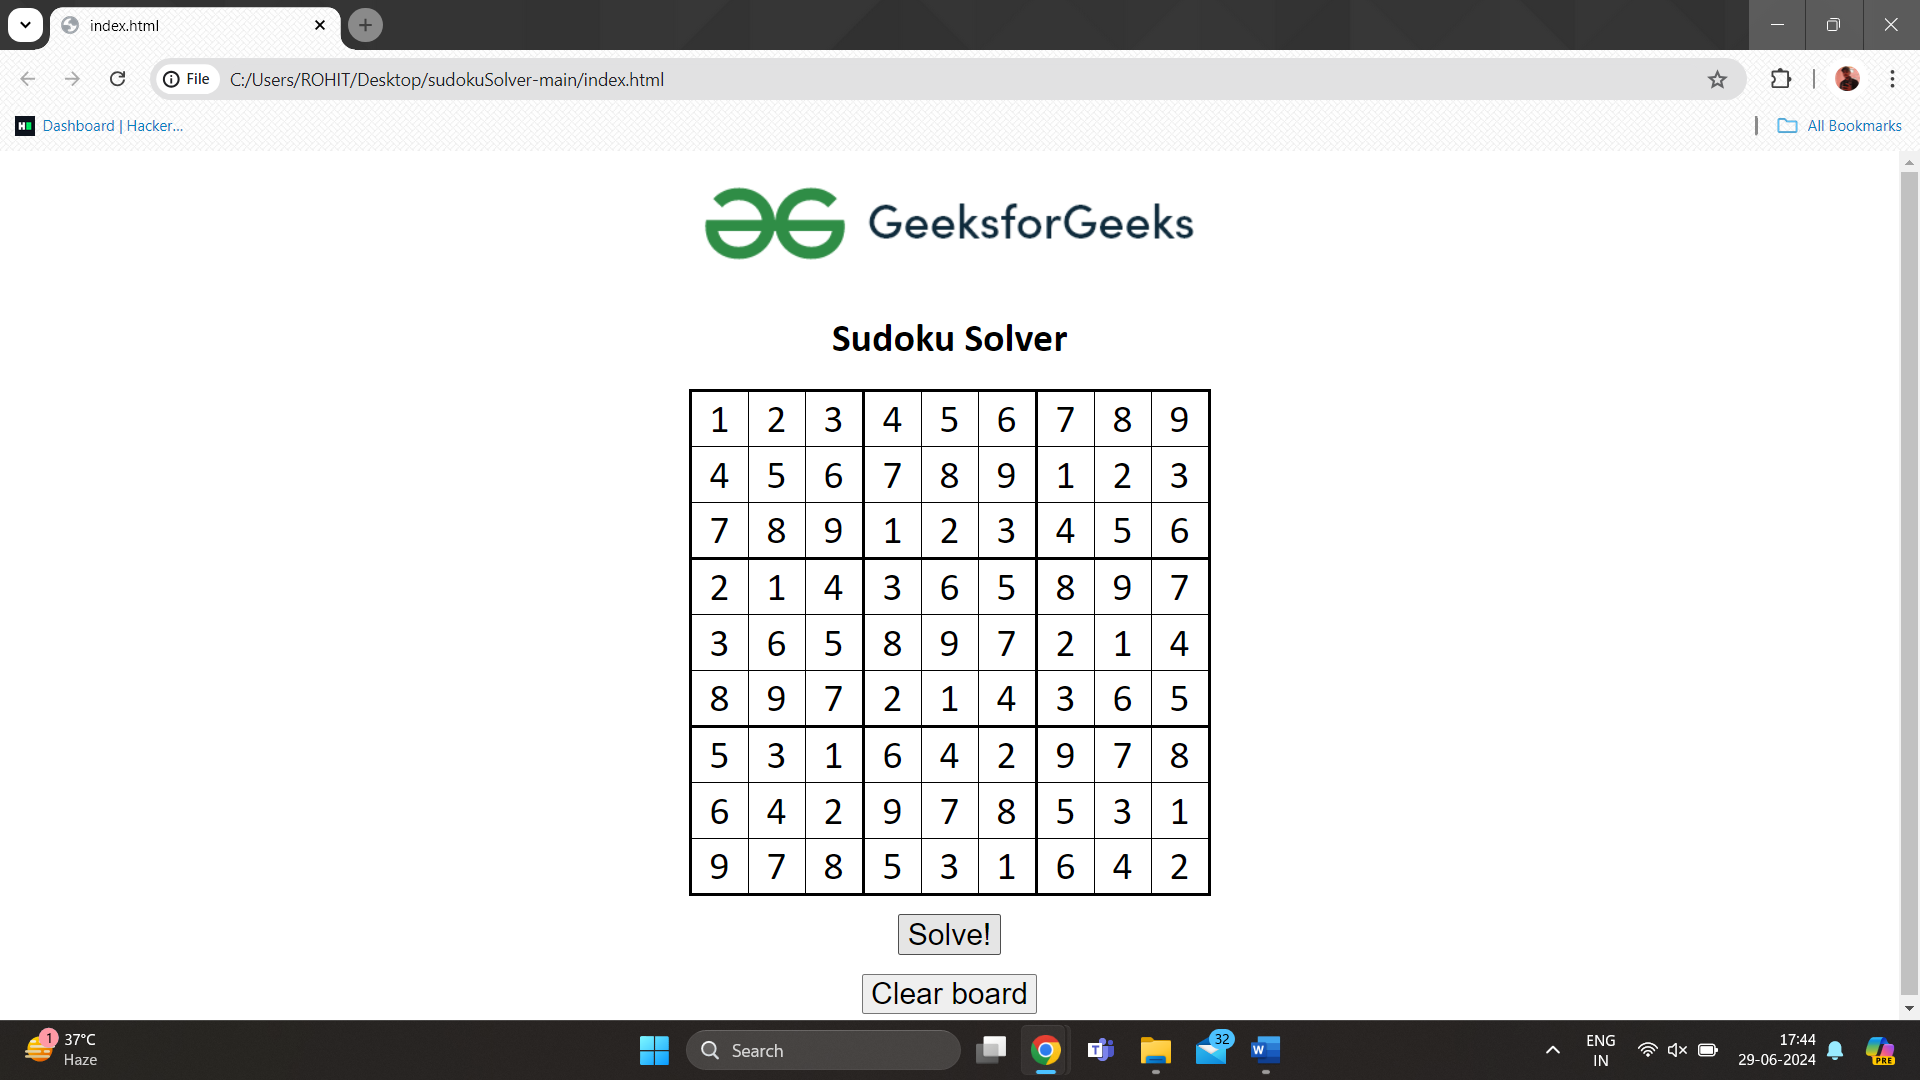 index.html
File C:/Users/ROHIT/Desktop/sudokuSolver-main/index.html
Dashboard | Hacker...
All Bookmarks
GeeksforGeeks
Sudoku Solver
1 2 3 4 5 6 7 8 9
4 5 6 7 8 9 1 2 3
7 8 9 1 2 3 4 5 6
2 1 4 3 6 5 8 9 7
3 6 5 8 9 7 2 1 4
8 9 7 2 1 4 3 6 5
5 3 1 6 4 2 9 7 8
6 4 2 9 7 8 5 3 1
9 7 8 5 3 1 6 4 2
Solve!
Clear board
1
37°C
Haze
Search
32
ENG
IN
17:44
29-06-2024
PRE